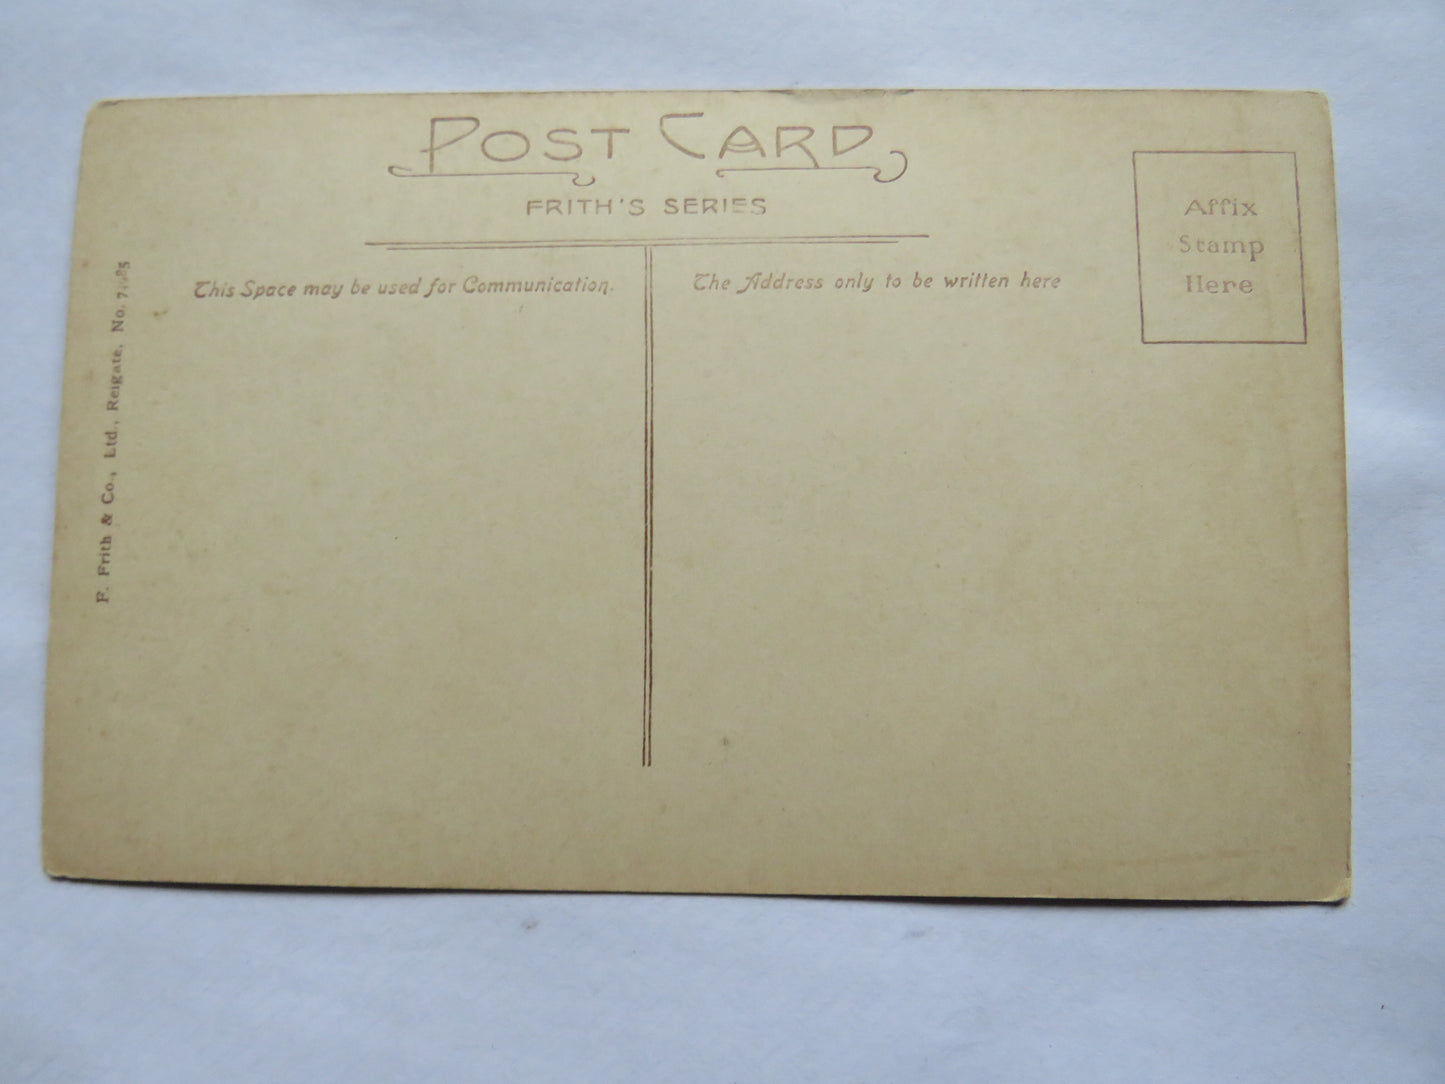 POST CARD
FRITH'S SERIES
This Space may be used for Communication.
The Address only to be written here
Affix
Stamp
Here
F. Frith & Co., Ltd., Reigate. No.